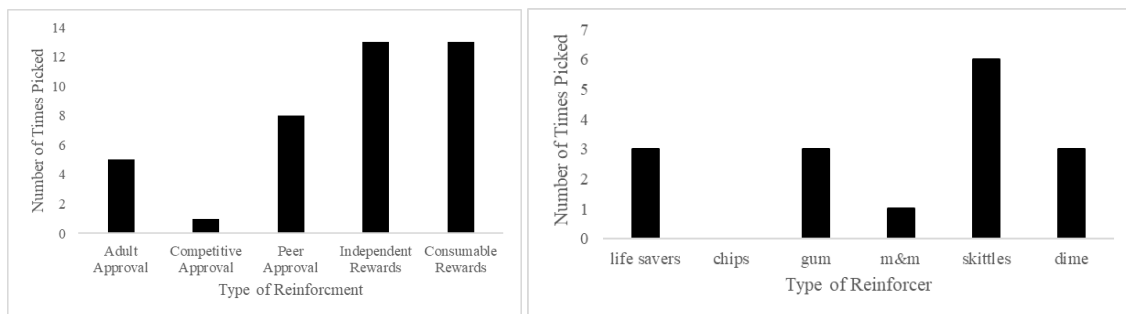 14
12
10
8
6
4
2
0
Number of Times Picked
Adult Approval
Competitive Approval
Peer Approval
Independent Rewards
Consumable Rewards
Type of Reinforcment
7
6
5
4
3
2
1
0
Number of Times Picked
life savers
chips
gum
m&m
skittles
dime
Type of Reinforcer